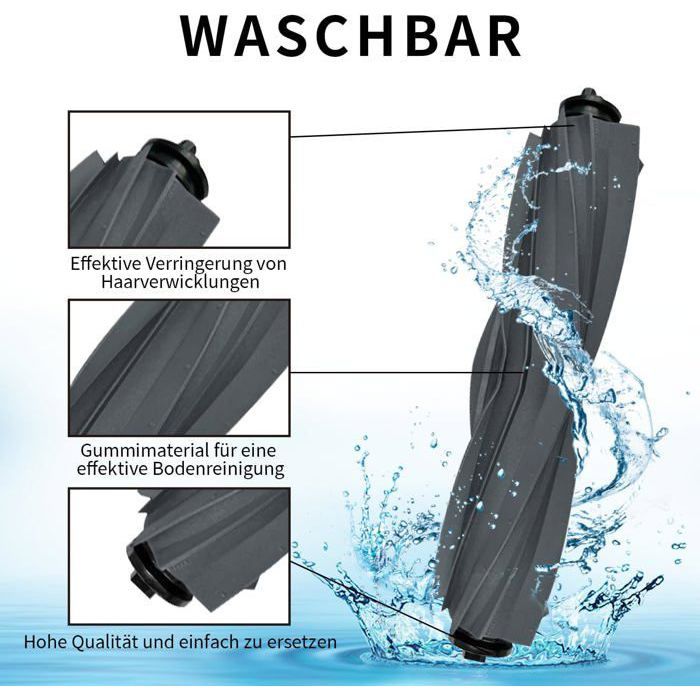 WASCHBAR
Effektive Verringerung von
Haarverwicklungen
Gummimaterial für eine
effektive Bodenreinigung
Hohe Qualität und einfach zu ersetzen